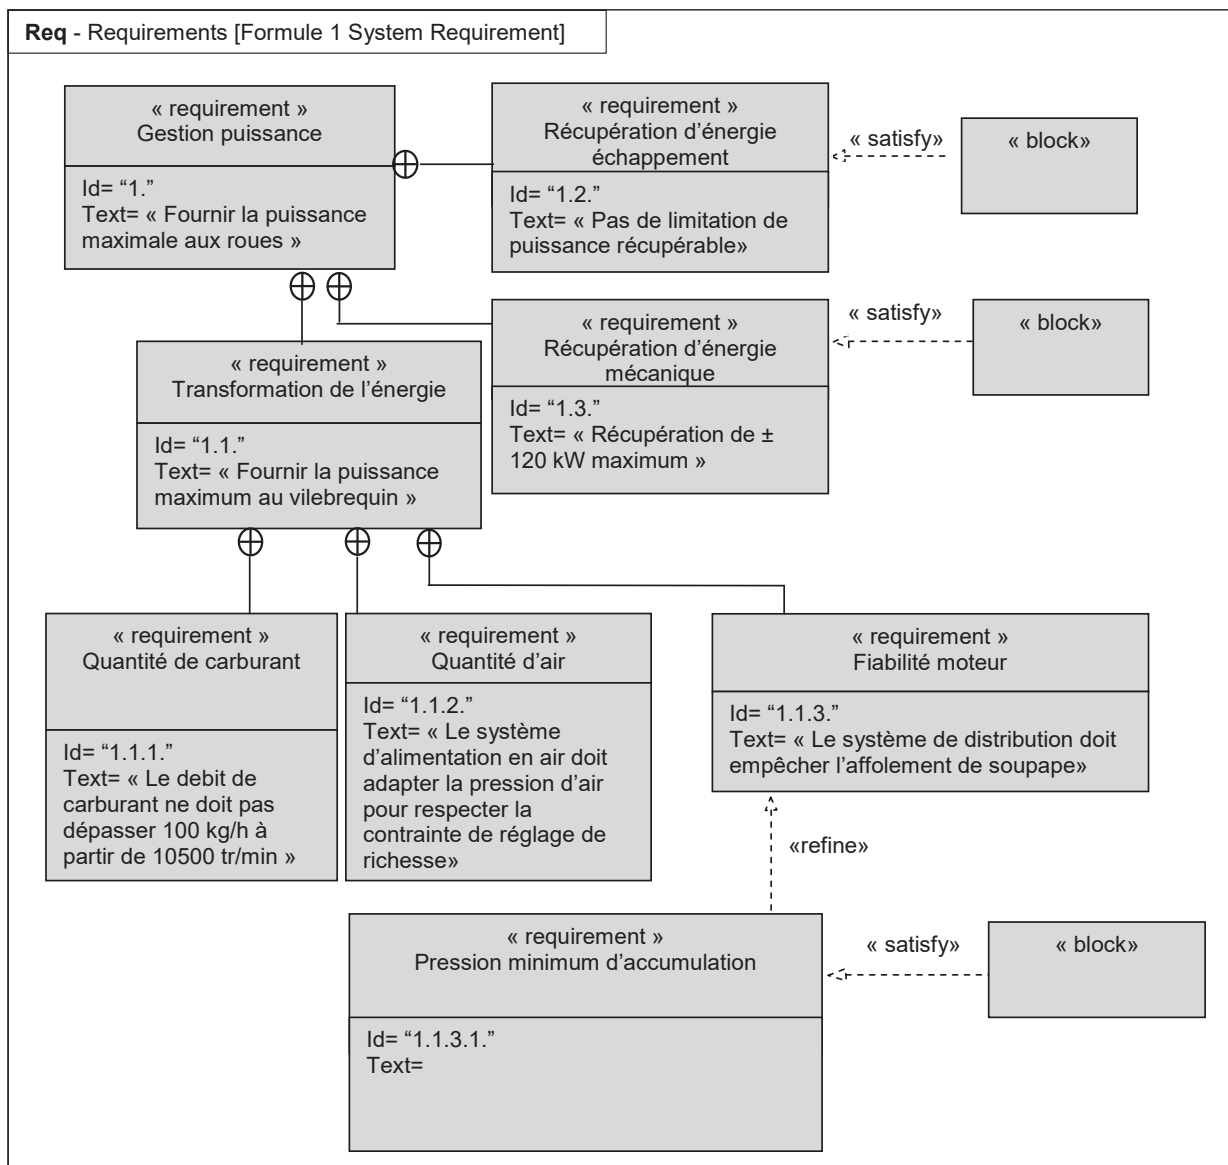 Req - Requirements [Formule 1 System Requirement]
« requirement »
Gestion puissance
Id= “1.”
Text= « Fournir la puissance
maximale aux roues »
« requirement »
Récupération d’énergie
échappement
Id= “1.2.”
Text= « Pas de limitation de
puissance récupérable»
« satisfy»
« block»
« requirement »
Récupération d’énergie
mécanique
Id= “1.3.”
Text= « Récupération de ±
120 kW maximum »
« satisfy»
« block»
« requirement »
Transformation de l’énergie
Id= “1.1.”
Text= « Fournir la puissance
maximum au vilebrequin »
« requirement »
Quantité de carburant
Id= “1.1.1.”
Text= « Le debit de
carburant ne doit pas
dépasser 100 kg/h à
partir de 10500 tr/min »
« requirement »
Quantité d’air
Id= “1.1.2.”
Text= « Le système
d’alimentation en air doit
adapter la pression d’air
pour respecter la
contrainte de réglage de
richesse»
« requirement »
Fiabilité moteur
Id= “1.1.3.”
Text= « Le système de distribution doit
empêcher l’affolement de soupape»
«refine»
« requirement »
Pression minimum d’accumulation
Id= “1.1.3.1.”
Text=
« satisfy»
« block»